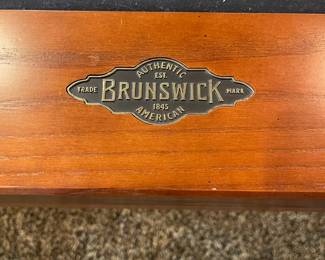 AUTHENTIC
EST.
TRADE BRUNSWICK MARK
1845
AMERICAN